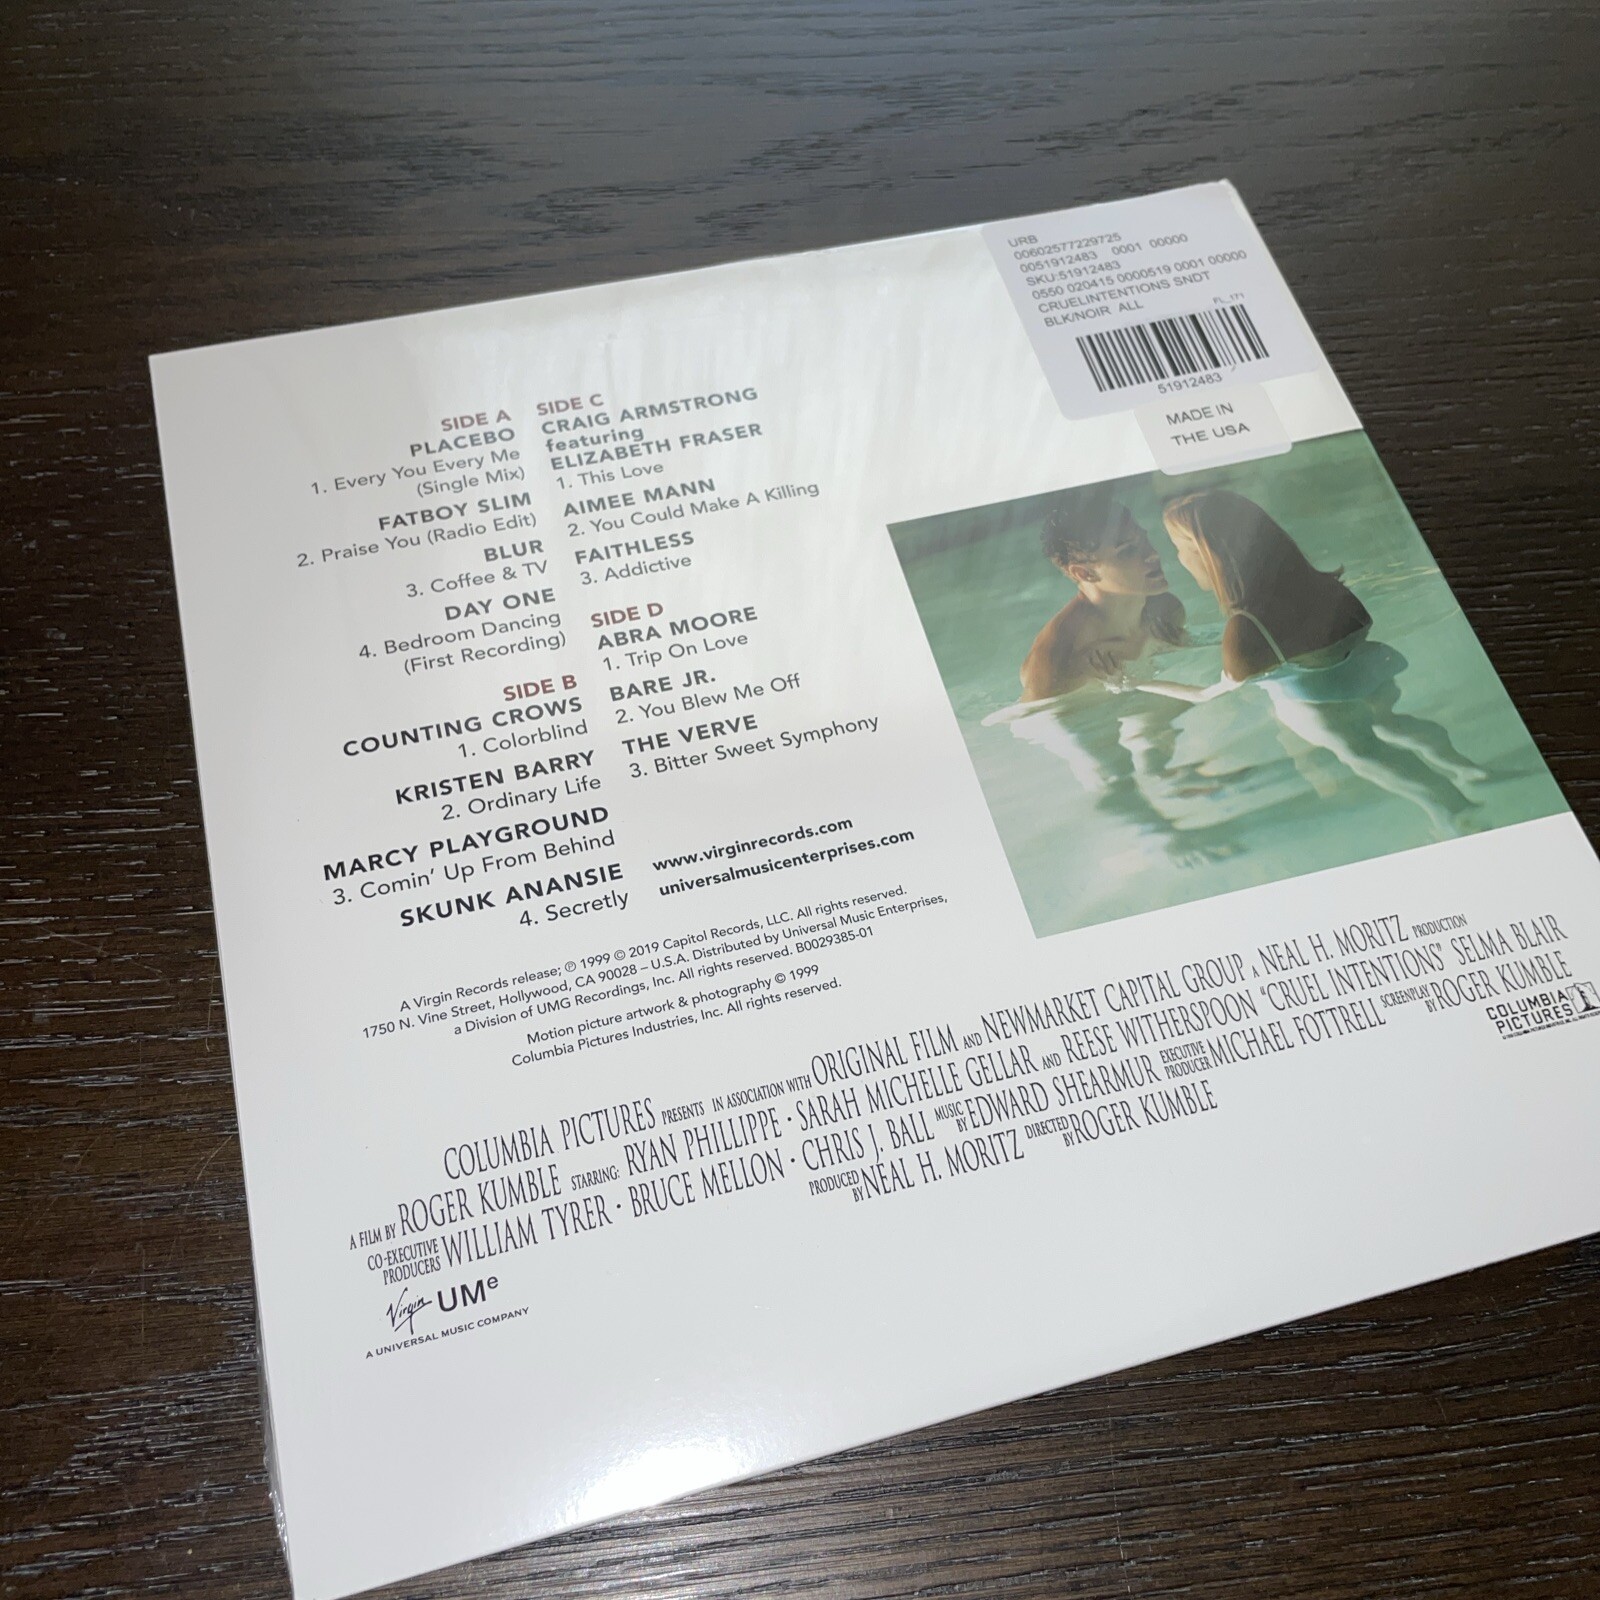 URB
00602577229725
0051912483 0001 00000
SKU:51912483
0550 020415 0000519 0001 00000
CRUELINTENTIONS SNDT
BLK/NOIR ALL
FL_171
51912483
MADE IN
THE USA
SIDE A
PLACEBO
1. Every You Every Me
(Single Mix)
FATBOY SLIM
2. Praise You (Radio Edit)
BLUR
3. Coffee & TV
DAY ONE
4. Bedroom Dancing
(First Recording)
SIDE B
COUNTING CROWS
1. Colorblind
KRISTEN BARRY
2. Ordinary Life
MARCY PLAYGROUND
3. Comin' Up From Behind
SKUNK ANANSIE
4. Secretly
SIDE C
CRAIG ARMSTRONG
featuring
ELIZABETH FRASER
1. This Love
AIMEE MANN
2. You Could Make A Killing
FAITHLESS
3. Addictive
SIDE D
ABRA MOORE
1. Trip On Love
BARE JR.
2. You Blew Me Off
THE VERVE
3. Bitter Sweet Symphony
www.virginrecords.com
universalmusicenterprises.com
A Virgin Records release; ℗ 1999 © 2019 Capitol Records, LLC. All rights reserved.
1750 N. Vine Street, Hollywood, CA 90028 – U.S.A. Distributed by Universal Music Enterprises,
a Division of UMG Recordings, Inc. All rights reserved. B0029385-01
Motion picture artwork & photography © 1999
Columbia Pictures Industries, Inc. All rights reserved.
COLUMBIA PICTURES PRESENTS IN ASSOCIATION WITH ORIGINAL FILM AND NEWMARKET CAPITAL GROUP A NEAL H. MORITZ PRODUCTION
A FILM BY ROGER KUMBLE STARRING: RYAN PHILLIPPE · SARAH MICHELLE GELLAR AND REESE WITHERSPOON "CRUEL INTENTIONS" SELMA BLAIR
CO-EXECUTIVE PRODUCERS WILLIAM TYRER · BRUCE MELLON · CHRIS J. BALL MUSIC BY EDWARD SHEARMUR EXECUTIVE PRODUCER MICHAEL FOTTRELL SCREENPLAY BY ROGER KUMBLE
PRODUCED BY NEAL H. MORITZ DIRECTED BY ROGER KUMBLE
COLUMBIA
PICTURES
Virgin UMe
A UNIVERSAL MUSIC COMPANY